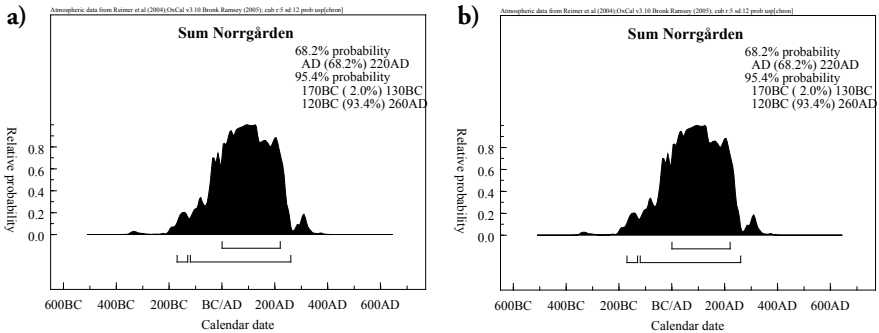 a)
Atmospheric data from Reimer et al (2004);OxCal v3.10 Bronk Ramsey (2005); cub r:5 sd:12 prob usp[chron]
Sum Norrgården
68.2% probability
AD (68.2%) 220AD
95.4% probability
170BC ( 2.0%) 130BC
120BC (93.4%) 260AD
Relative probability
0.8
0.6
0.4
0.2
0.0
600BC 400BC 200BC BC/AD 200AD 400AD 600AD
Calendar date
b)
Atmospheric data from Reimer et al (2004);OxCal v3.10 Bronk Ramsey (2005); cub r:5 sd:12 prob usp[chron]
Sum Norrgården
68.2% probability
AD (68.2%) 220AD
95.4% probability
170BC ( 2.0%) 130BC
120BC (93.4%) 260AD
Relative probability
0.8
0.6
0.4
0.2
0.0
600BC 400BC 200BC BC/AD 200AD 400AD 600AD
Calendar date